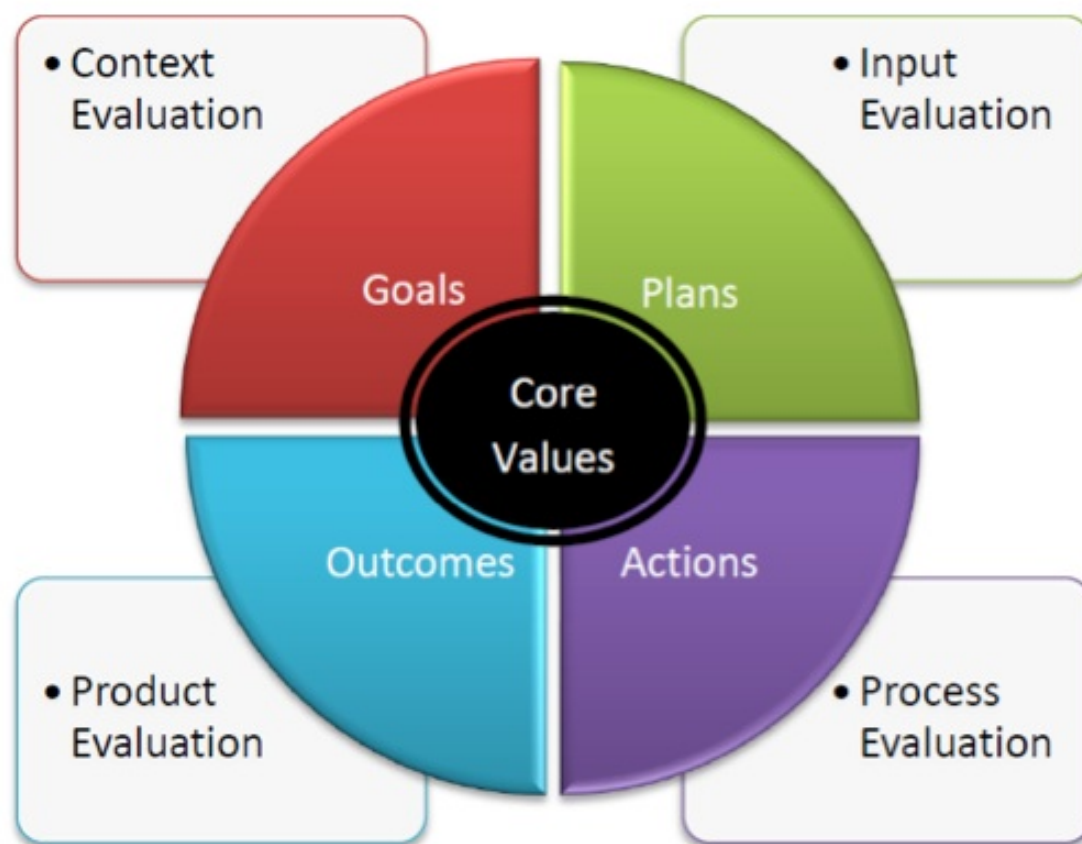 • Context
Evaluation
• Input
Evaluation
Goals
Plans
Core
Values
Outcomes
Actions
• Product
Evaluation
• Process
Evaluation